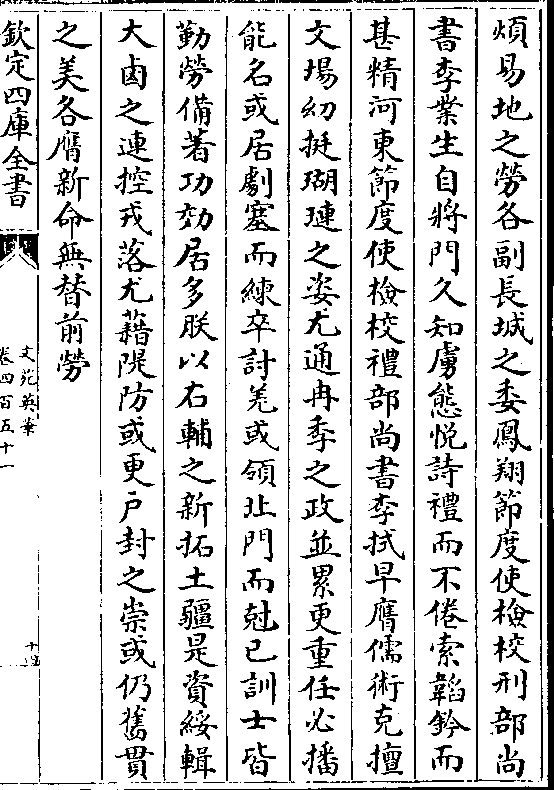 煩易地之勞各副長城之委鳳翔節度使檢校刑部尚
書李業生自將門久知虜態悦詩禮而不倦索韜鈐而
甚精河東節度使檢校禮部尚書李拭早膺儒術克擅
文場幼挺瑚璉之姿尤通冉季之政並累更重任必播
能名或居劇塞而練卒討羗或領北門而尅已訓士皆
勤勞備著功効居多朕以右輔之新拓土疆是資綏輯
大鹵之連控戎落尤藉隄防或更戶封之崇或仍舊貫
之美各膺新命無替前勞
欽定四庫全書
文苑英華
卷四百五十一